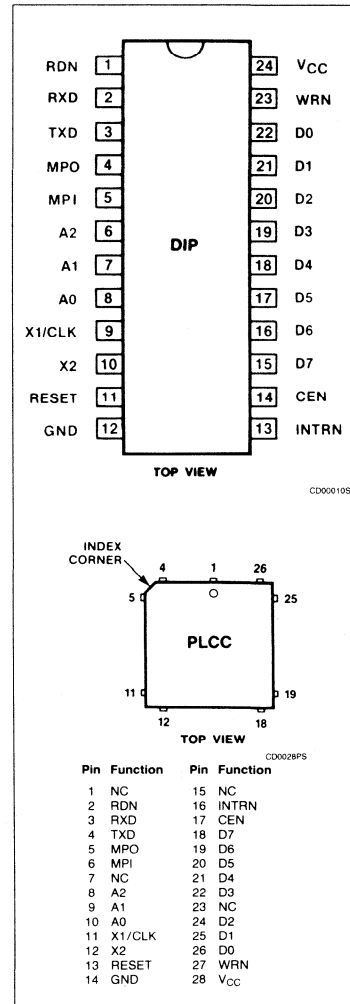 RDN 1 24 VCC
RXD 2 23 WRN
TXD 3 22 D0
MPO 4 21 D1
MPI 5 20 D2
A2 6 19 D3
DIP
A1 7 18 D4
A0 8 17 D5
X1/CLK 9 16 D6
X2 10 15 D7
RESET 11 14 CEN
GND 12 13 INTRN
TOP VIEW
CD00010S
INDEX
CORNER
4 1 26
5 25
PLCC
11 19
12 18
TOP VIEW
CD0028PS
Pin Function Pin Function
1 NC 15 NC
2 RDN 16 INTRN
3 RXD 17 CEN
4 TXD 18 D7
5 MPO 19 D6
6 MPI 20 D5
7 NC 21 D4
8 A2 22 D3
9 A1 23 NC
10 A0 24 D2
11 X1/CLK 25 D1
12 X2 26 D0
13 RESET 27 WRN
14 GND 28 VCC